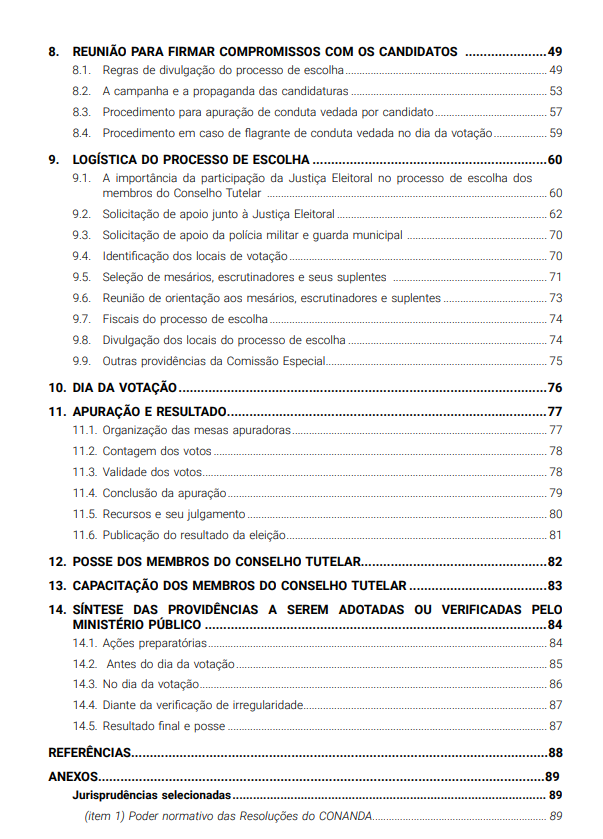 8. REUNIÃO PARA FIRMAR COMPROMISSOS COM OS CANDIDATOS ......................49
8.1. Regras de divulgação do processo de escolha.................................................................. 49
8.2. A campanha e a propaganda das candidaturas ................................................................ 53
8.3. Procedimento para apuração de conduta vedada por candidato..................................... 57
8.4. Procedimento em caso de flagrante de conduta vedada no dia da votação.................. 59
9. LOGÍSTICA DO PROCESSO DE ESCOLHA ..............................................................60
9.1. A importância da participação da Justiça Eleitoral no processo de escolha dos
membros do Conselho Tutelar ............................................................................................ 60
9.2. Solicitação de apoio junto à Justiça Eleitoral ..................................................................... 62
9.3. Solicitação de apoio da polícia militar e guarda municipal .............................................. 70
9.4. Identificação dos locais de votação..................................................................................... 70
9.5. Seleção de mesários, escrutinadores e seus suplentes ................................................... 71
9.6. Reunião de orientação aos mesários, escrutinadores e suplentes .................................. 73
9.7. Fiscais do processo de escolha........................................................................................... 74
9.8. Divulgação dos locais do processo de escolha ................................................................. 74
9.9. Outras providências da Comissão Especial......................................................................... 75
10. DIA DA VOTAÇÃO..................................................................................................76
11. APURAÇÃO E RESULTADO.....................................................................................77
11.1. Organização das mesas apuradoras.................................................................................... 77
11.2. Contagem dos votos ............................................................................................................ 78
11.3. Validade dos votos................................................................................................................ 78
11.4. Conclusão da apuração........................................................................................................ 79
11.5. Recursos e seu julgamento .................................................................................................. 80
11.6. Publicação do resultado da eleição...................................................................................... 81
12. POSSE DOS MEMBROS DO CONSELHO TUTELAR.................................................82
13. CAPACITAÇÃO DOS MEMBROS DO CONSELHO TUTELAR ....................................83
14. SÍNTESE DAS PROVIDÊNCIAS A SEREM ADOTADAS OU VERIFICADAS PELO
MINISTÉRIO PÚBLICO ...........................................................................................84
14.1. Ações preparatórias.............................................................................................................. 84
14.2. Antes do dia da votação ...................................................................................................... 85
14.3. No dia da votação................................................................................................................. 86
14.4. Diante da verificação de irregularidade................................................................................ 87
14.5. Resultado final e posse ........................................................................................................ 87
REFERÊNCIAS..............................................................................................................88
ANEXOS.......................................................................................................................89
Jurisprudências selecionadas............................................................................................ 89
(item 1) Poder normativo das Resoluções do CONANDA......................................................... 89